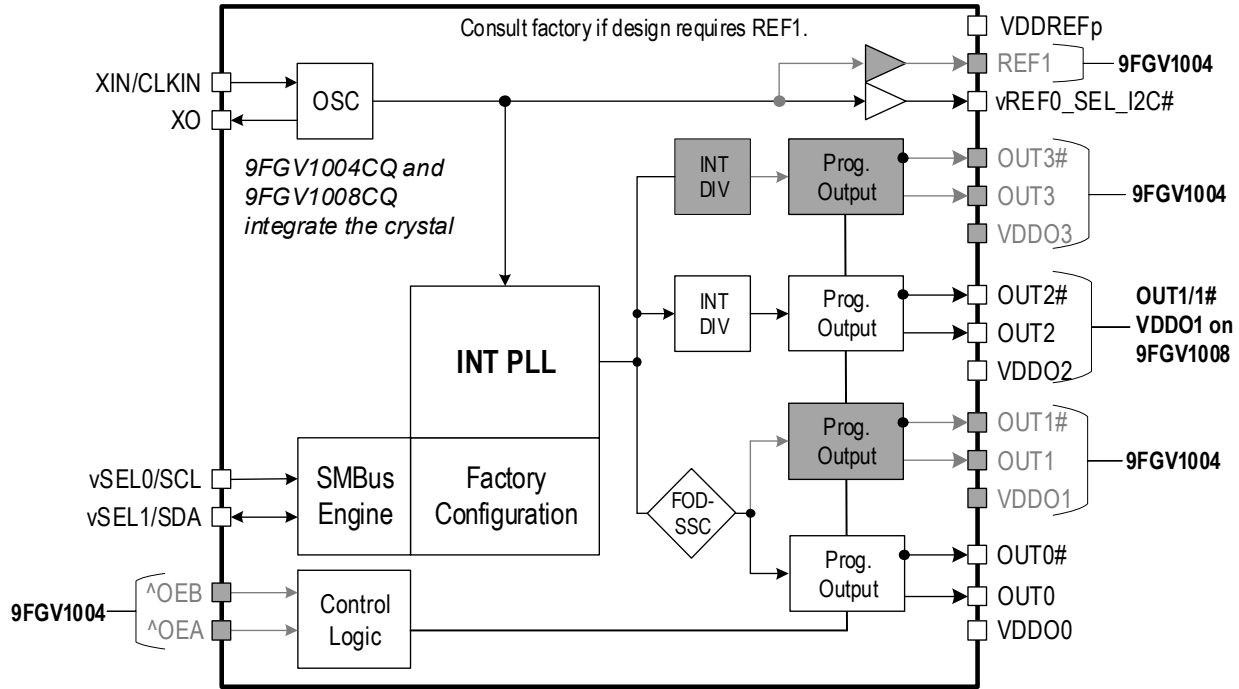 Consult factory if design requires REF1.
VDDREFp
REF1
9FGV1004
vREF0_SEL_I2C#
XIN/CLKIN
XO
OSC
9FGV1004CQ and
9FGV1008CQ
integrate the crystal
INT
DIV
Prog.
Output
OUT3#
OUT3
VDDO3
9FGV1004
INT PLL
INT
DIV
Prog.
Output
OUT2#
OUT2
VDDO2
OUT1/1#
VDDO1 on
9FGV1008
Prog.
Output
OUT1#
OUT1
VDDO1
9FGV1004
vSEL0/SCL
vSEL1/SDA
SMBus
Engine
Factory
Configuration
FOD-
SSC
Prog.
Output
OUT0#
OUT0
VDDO0
9FGV1004
^OEB
^OEA
Control
Logic